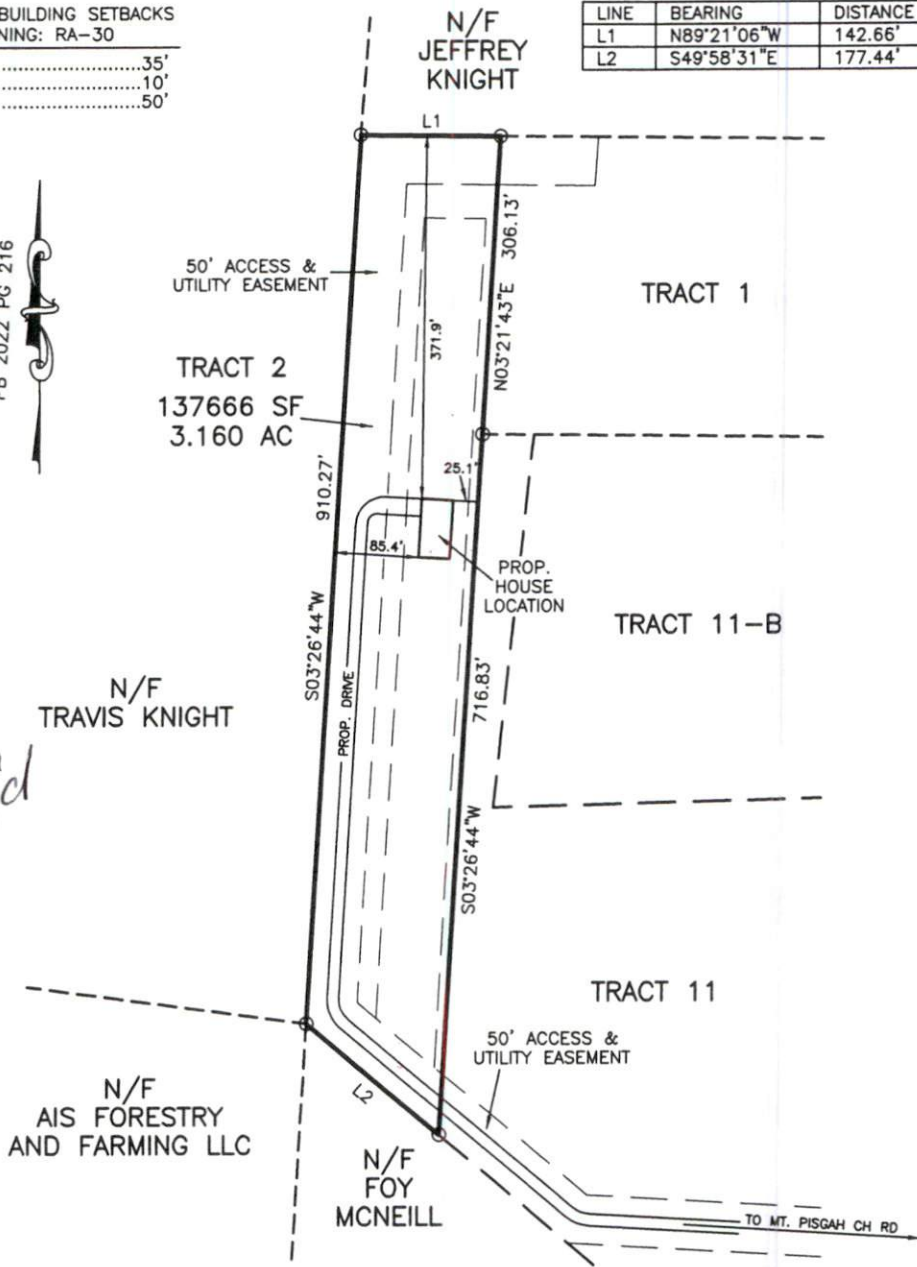 BUILDING SETBACKS
NING: RA-30
35'
10'
50'
LINE BEARING DISTANCE
L1 N89°21'06"W 142.66'
L2 S49°58'31"E 177.44'
N/F
JEFFREY
KNIGHT
L1
PB 2022 PG 216
50' ACCESS &
UTILITY EASEMENT
306.13'
N03°21'43"E
371.9'
TRACT 1
TRACT 2
137666 SF
3.160 AC
910.27'
S03°26'44"W
25.1'
85.4'
PROP.
HOUSE
LOCATION
TRACT 11-B
N/F
TRAVIS KNIGHT
PROP. DRIVE
716.83'
S03°26'44"W
d
TRACT 11
50' ACCESS &
UTILITY EASEMENT
L2
N/F
AIS FORESTRY
AND FARMING LLC
N/F
FOY
MCNEILL
TO MT. PISGAH CH RD